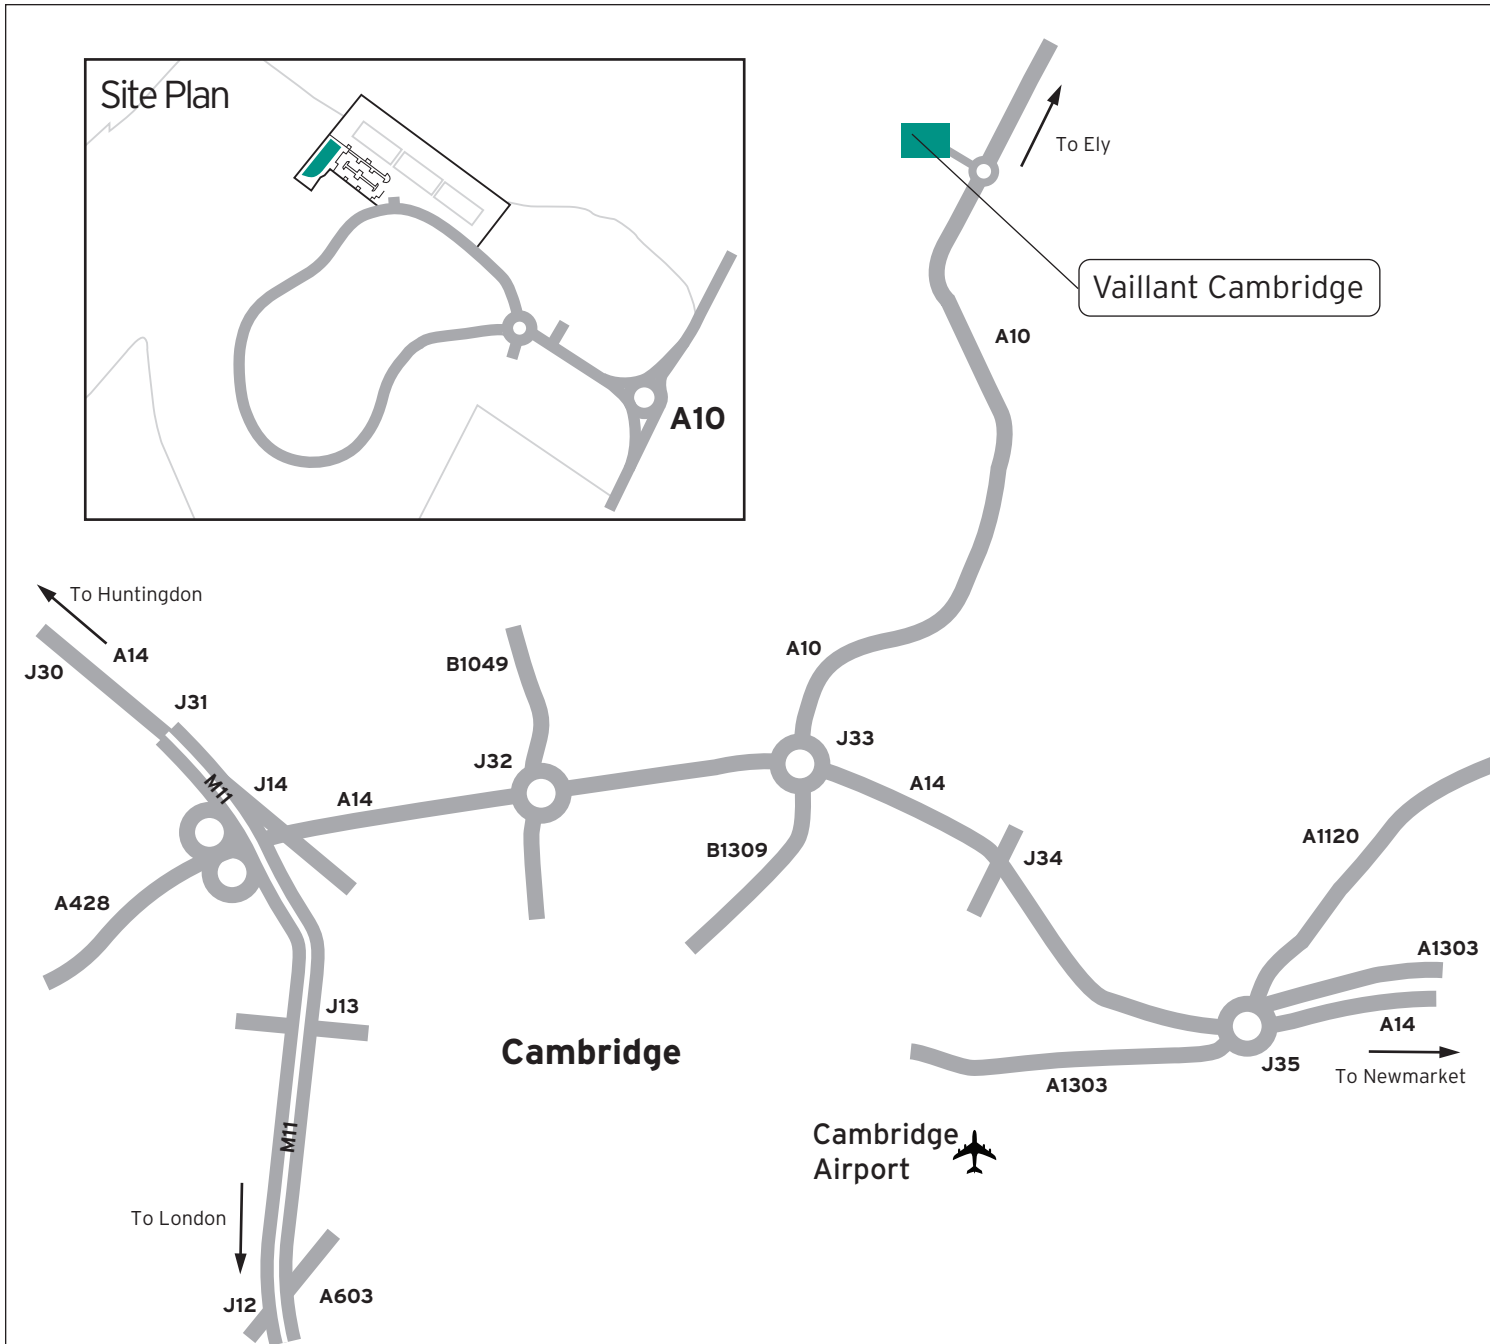 Site Plan
A10
To Ely
Vaillant Cambridge
A10
To Huntingdon
A14
J30
J31
B1049
A10
J32
J33
M11
J14
A14
A14
B1309
J34
A1120
A428
A1303
J13
A14
Cambridge
J35
To Newmarket
A1303
M11
Cambridge
Airport
To London
J12
A603